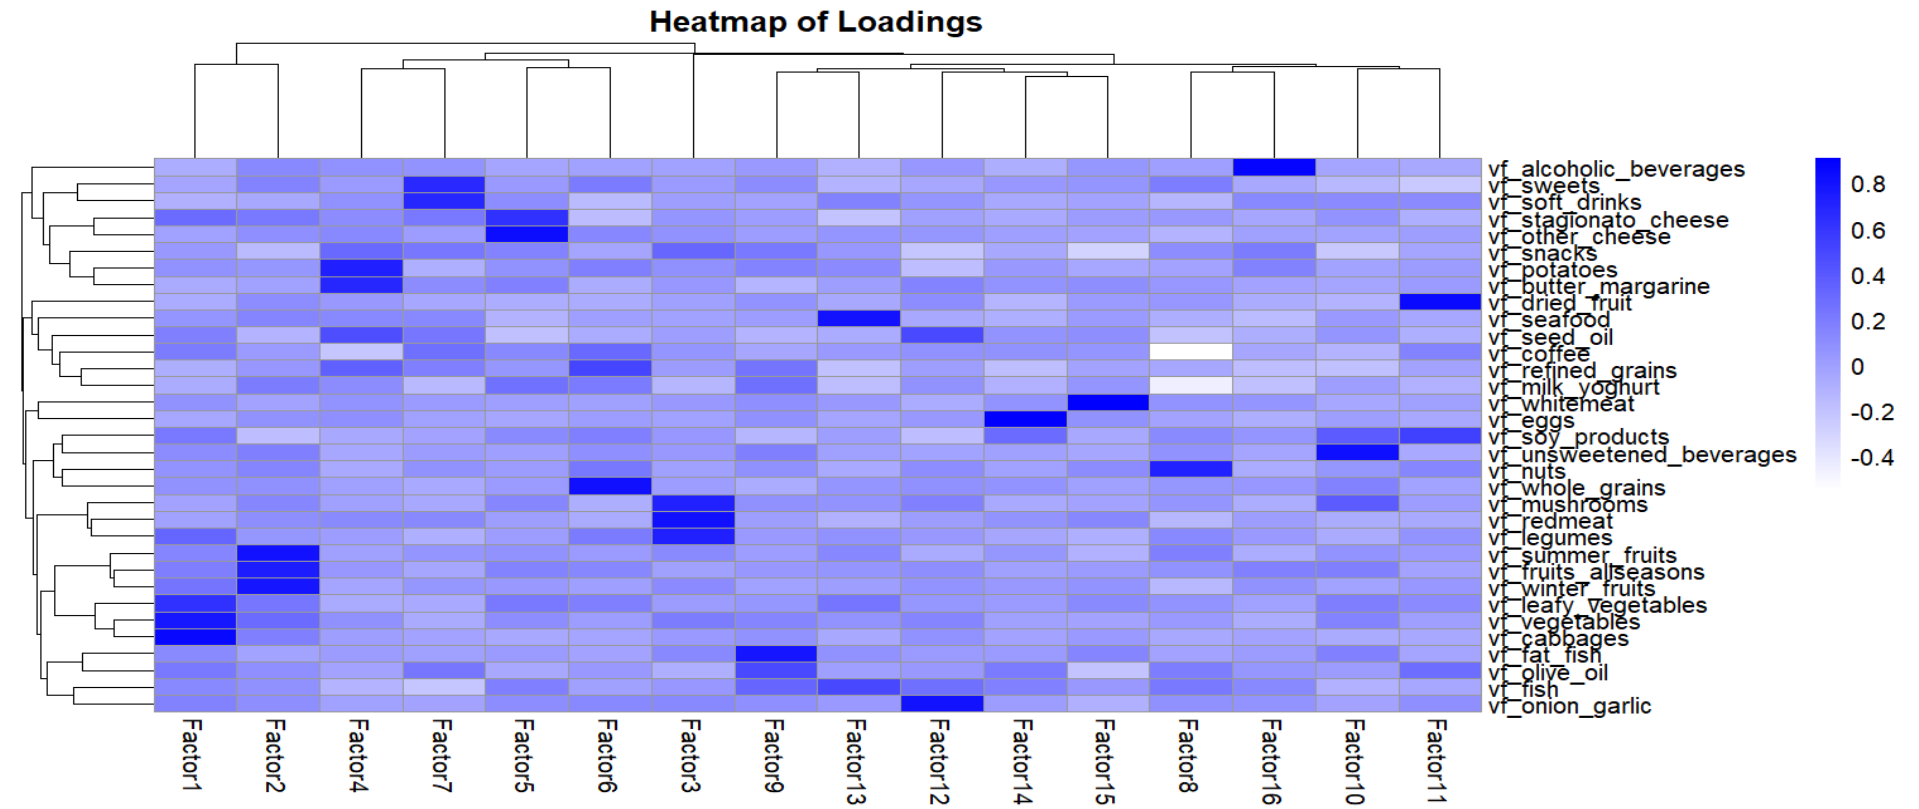 Heatmap of Loadings
vf_alcoholic_beverages
vf_sweets
vf_soft_drinks
vf_stagionato_cheese
vf_other_cheese
vf_snacks
vf_potatoes
vf_butter_margarine
vf_dried_fruit
vf_seafood
vf_seed_oil
vf_coffee
vf_refined_grains
vf_milk_yoghurt
vf_whitemeat
vf_eggs
vf_soy_products
vf_unsweetened_beverages
vf_nuts
vf_whole_grains
vf_mushrooms
vf_redmeat
vf_legumes
vf_summer_fruits
vf_fruits_allseasons
vf_winter_fruits
vf_leafy_vegetables
vf_vegetables
vf_cabbages
vf_fat_fish
vf_olive_oil
vf_fish
vf_onion_garlic
0.8
0.6
0.4
0.2
0
-0.2
-0.4
Factor1
Factor2
Factor4
Factor7
Factor5
Factor6
Factor3
Factor9
Factor13
Factor12
Factor14
Factor15
Factor8
Factor16
Factor10
Factor11